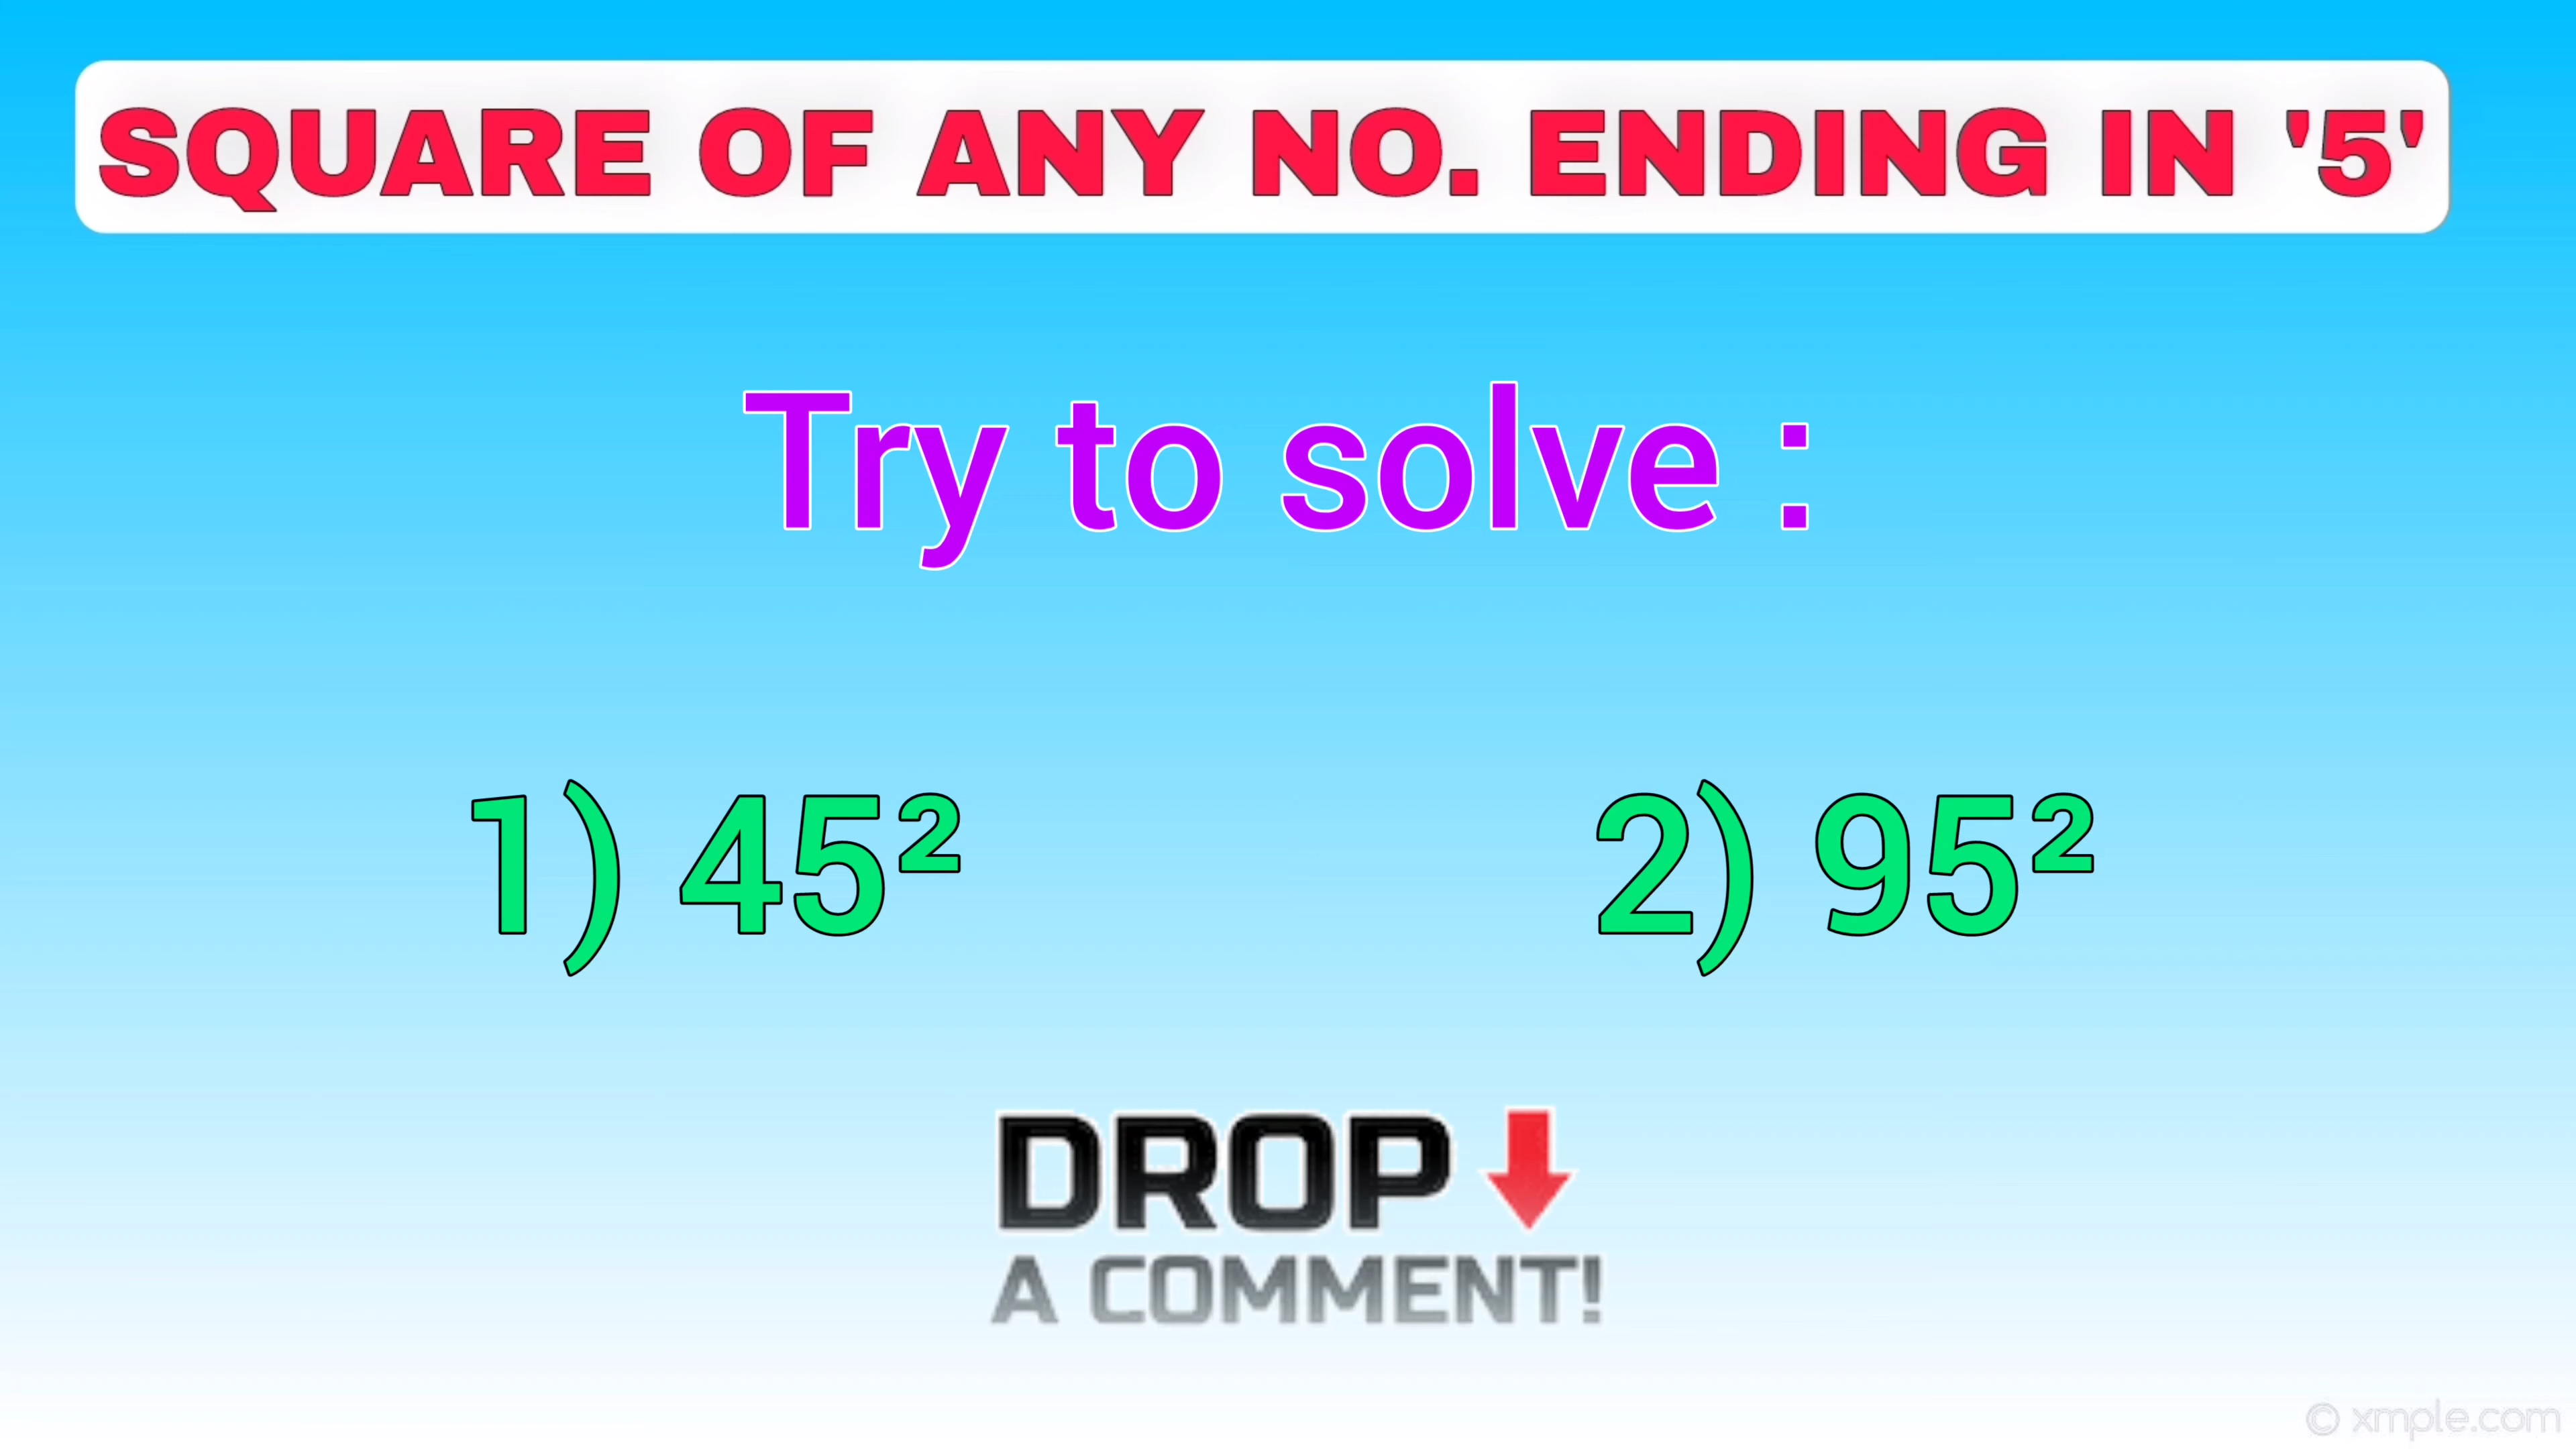 SQUARE OF ANY NO. ENDING IN '5'
Try to solve :
1) 45² 2) 95²
DROP
A COMMENT!
© xmple.com